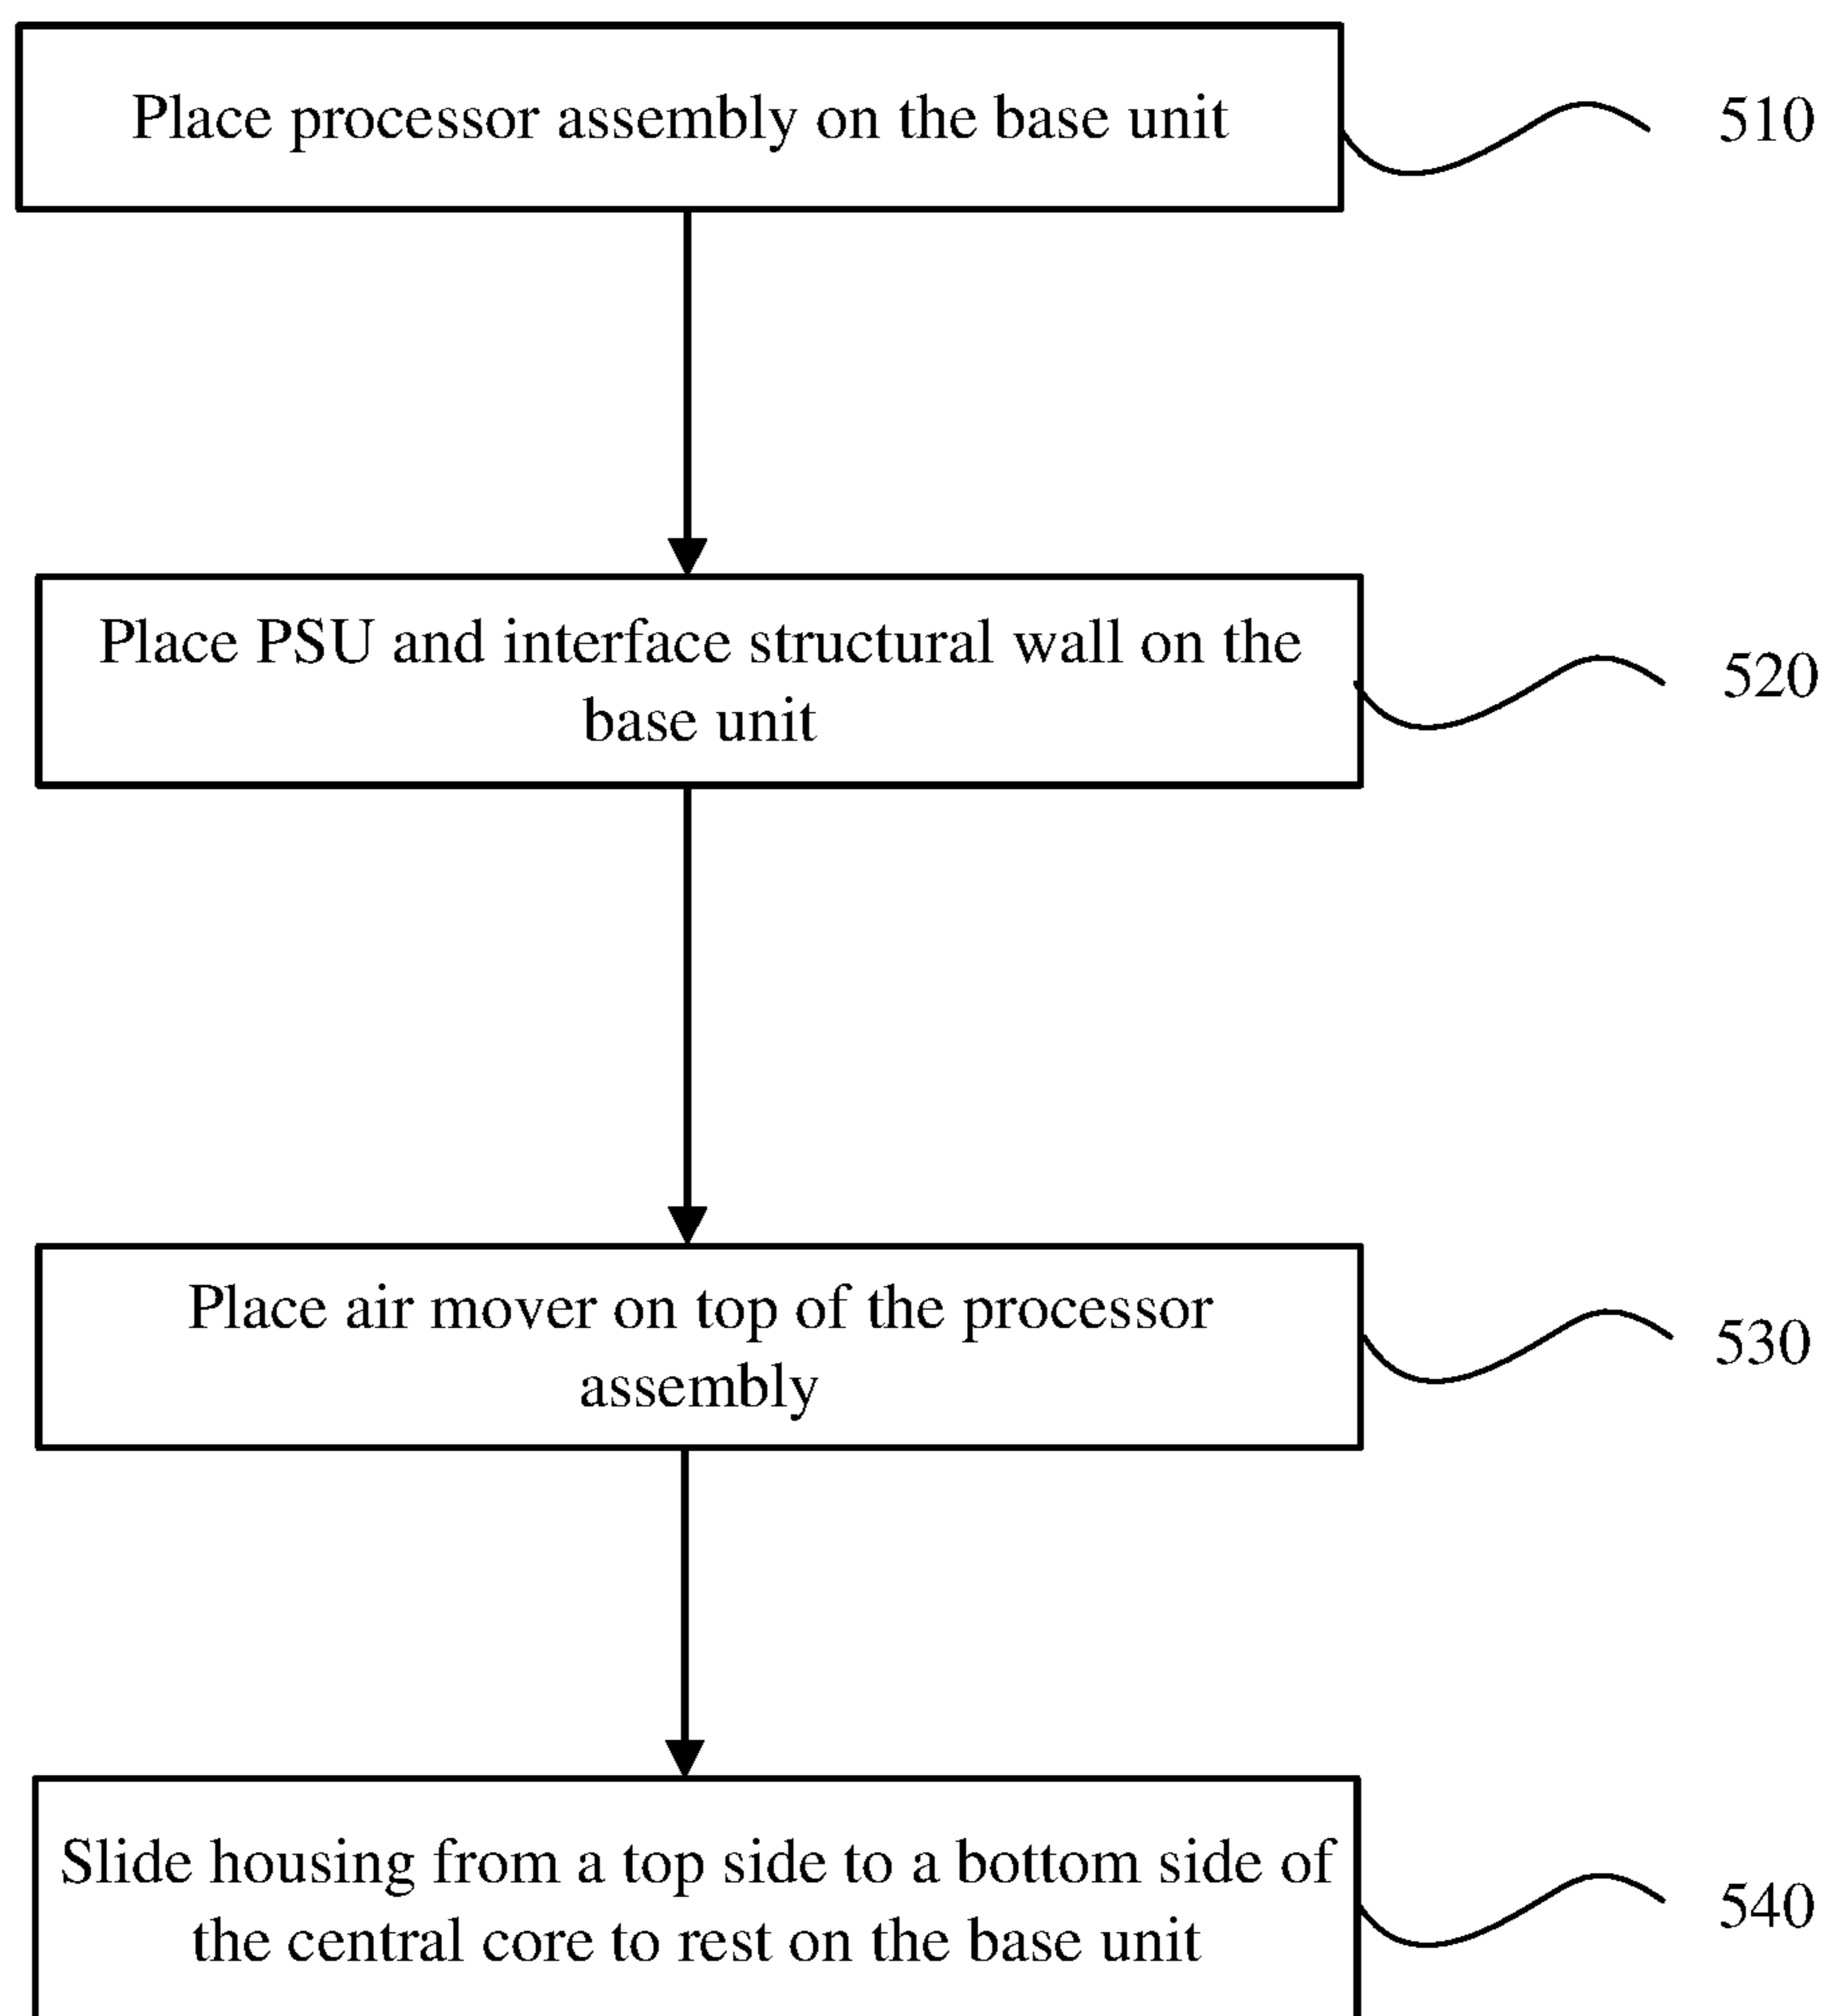 Place processor assembly on the base unit
510
Place PSU and interface structural wall on the
base unit
520
Place air mover on top of the processor
assembly
530
Slide housing from a top side to a bottom side of
the central core to rest on the base unit
540